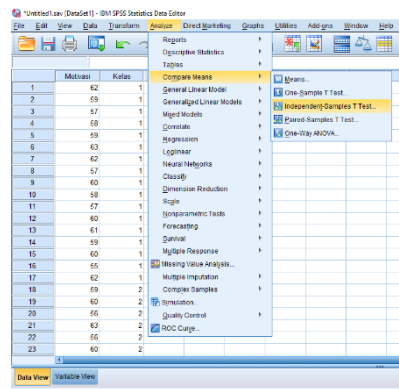 *Untitled1.sav [DataSet1] - IBM SPSS Statistics Data Editor
File Edit View Data Transform Analyze Direct Marketing Graphs Utilities Add-ons Window Help
Reports
Descriptive Statistics
Tables
Compare Means
General Linear Model
Generalized Linear Models
Mixed Models
Correlate
Regression
Loglinear
Neural Networks
Classify
Dimension Reduction
Scale
Nonparametric Tests
Forecasting
Survival
Multiple Response
Missing Value Analysis...
Multiple Imputation
Complex Samples
Simulation...
Quality Control
ROC Curve...
Means...
One-Sample T Test...
Independent-Samples T Test...
Paired-Samples T Test...
One-Way ANOVA...
Motivasi Kelas
1 62 1
2 59 1
3 57 1
4 68 1
5 59 1
6 63 1
7 62 1
8 57 1
9 60 1
10 58 1
11 57 1
12 60 1
13 61 1
14 59 1
15 60 1
16 55 1
17 62 1
18 59 2
19 60 2
20 56 2
21 63 2
22 56 2
23 60 2
Data View Variable View